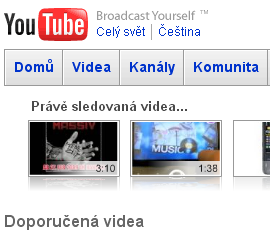 YouTube Broadcast Yourself ™
Celý svět | Čeština
Domů Videa Kanály Komunita
Právě sledovaná videa...
MASSIV MUSIC
3:10 1:38
Doporučená videa